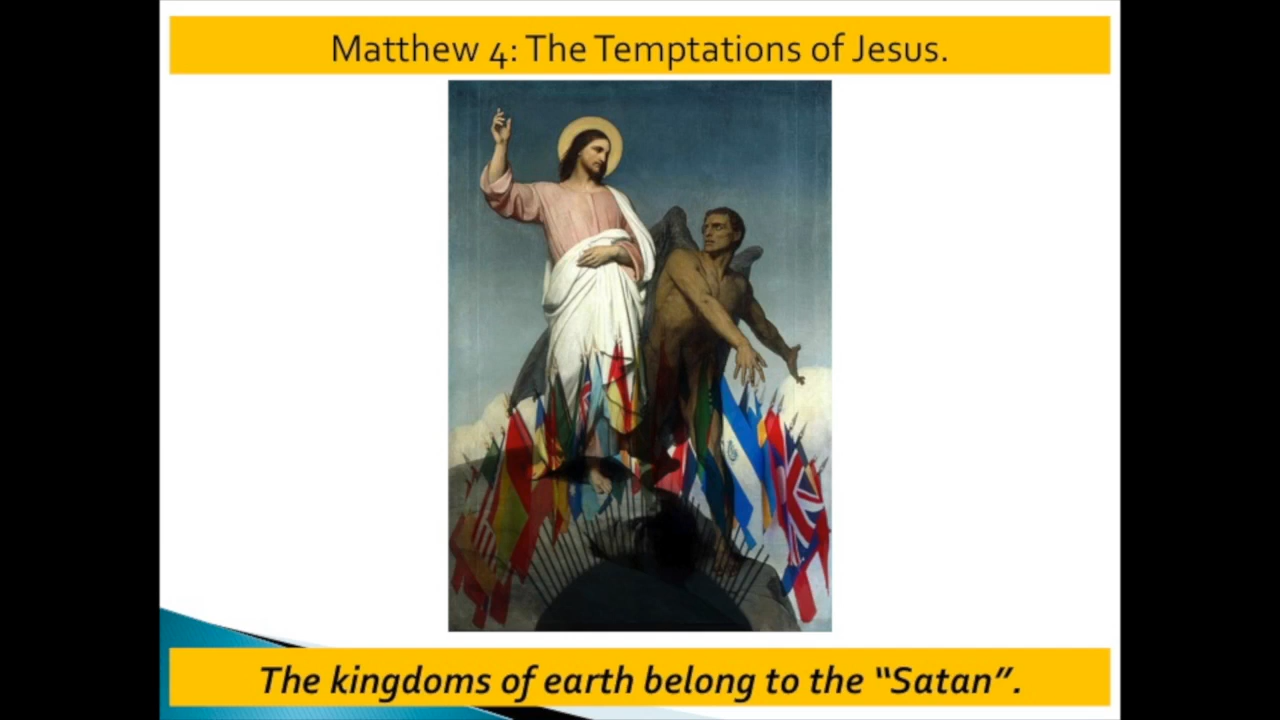 Matthew 4: The Temptations of Jesus.
The kingdoms of earth belong to the “Satan”.